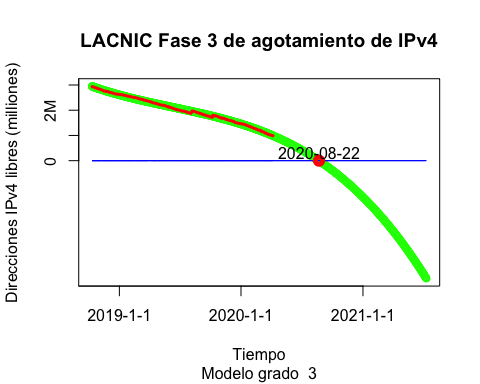 LACNIC Fase 3 de agotamiento de IPv4
Direcciones IPv4 libres (milliones)
2M
0
2020-08-22
2019-1-1
2020-1-1
2021-1-1
Tiempo
Modelo grado 3